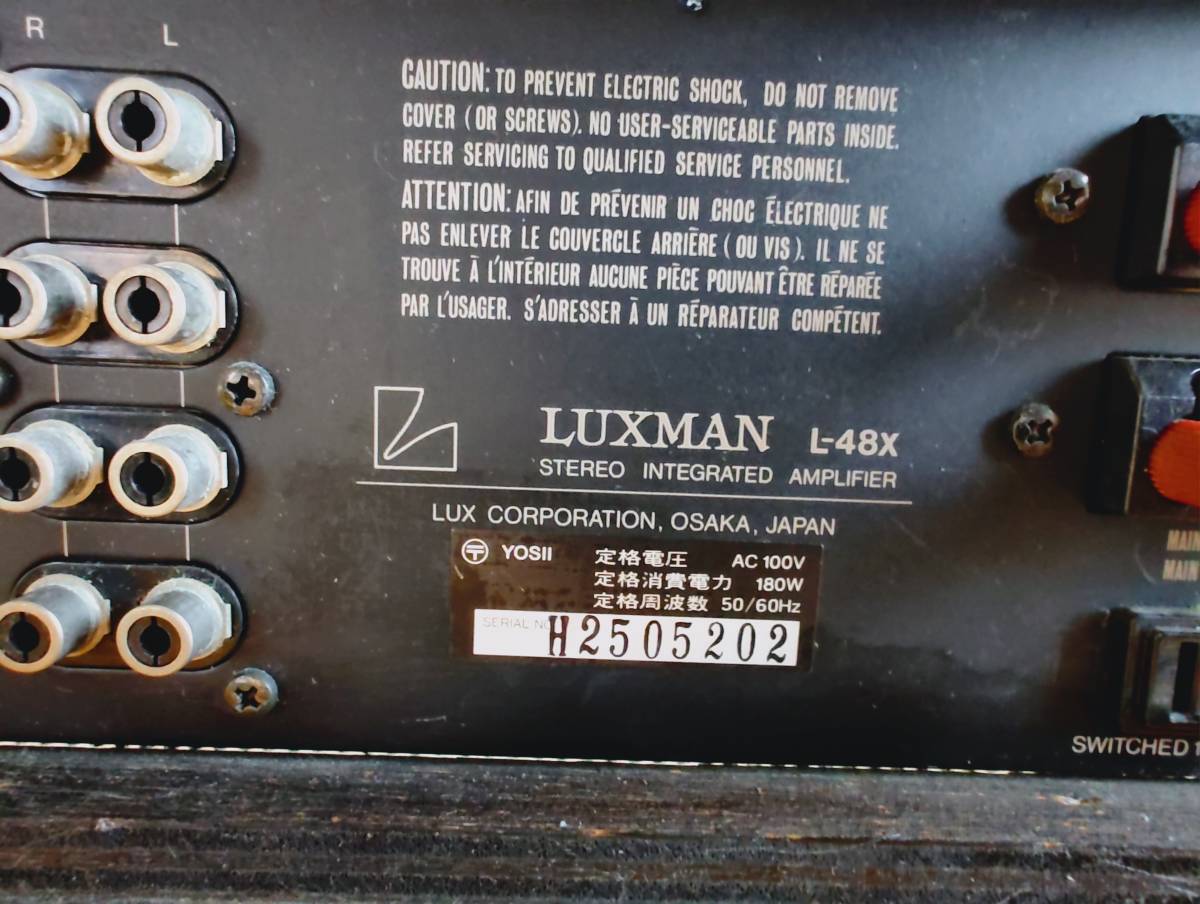 R L
CAUTION: TO PREVENT ELECTRIC SHOCK, DO NOT REMOVE
COVER (OR SCREWS). NO USER-SERVICEABLE PARTS INSIDE.
REFER SERVICING TO QUALIFIED SERVICE PERSONNEL.
ATTENTION: AFIN DE PRÉVENIR UN CHOC ÉLECTRIQUE NE
PAS ENLEVER LE COUVERCLE ARRIÈRE (OU VIS). IL NE SE
TROUVE À L'INTÉRIEUR AUCUNE PIÈCE POUVANT ÊTRE RÉPARÉE
PAR L'USAGER. S'ADRESSER À UN RÉPARATEUR COMPÉTENT.
LUXMAN L-48X
STEREO INTEGRATED AMPLIFIER
LUX CORPORATION, OSAKA, JAPAN
〒 YOSII 定格電圧 AC 100V
定格消費電力 180W
定格周波数 50/60Hz
SERIAL NO H2505202
MAIN
MAIN
SWITCHED